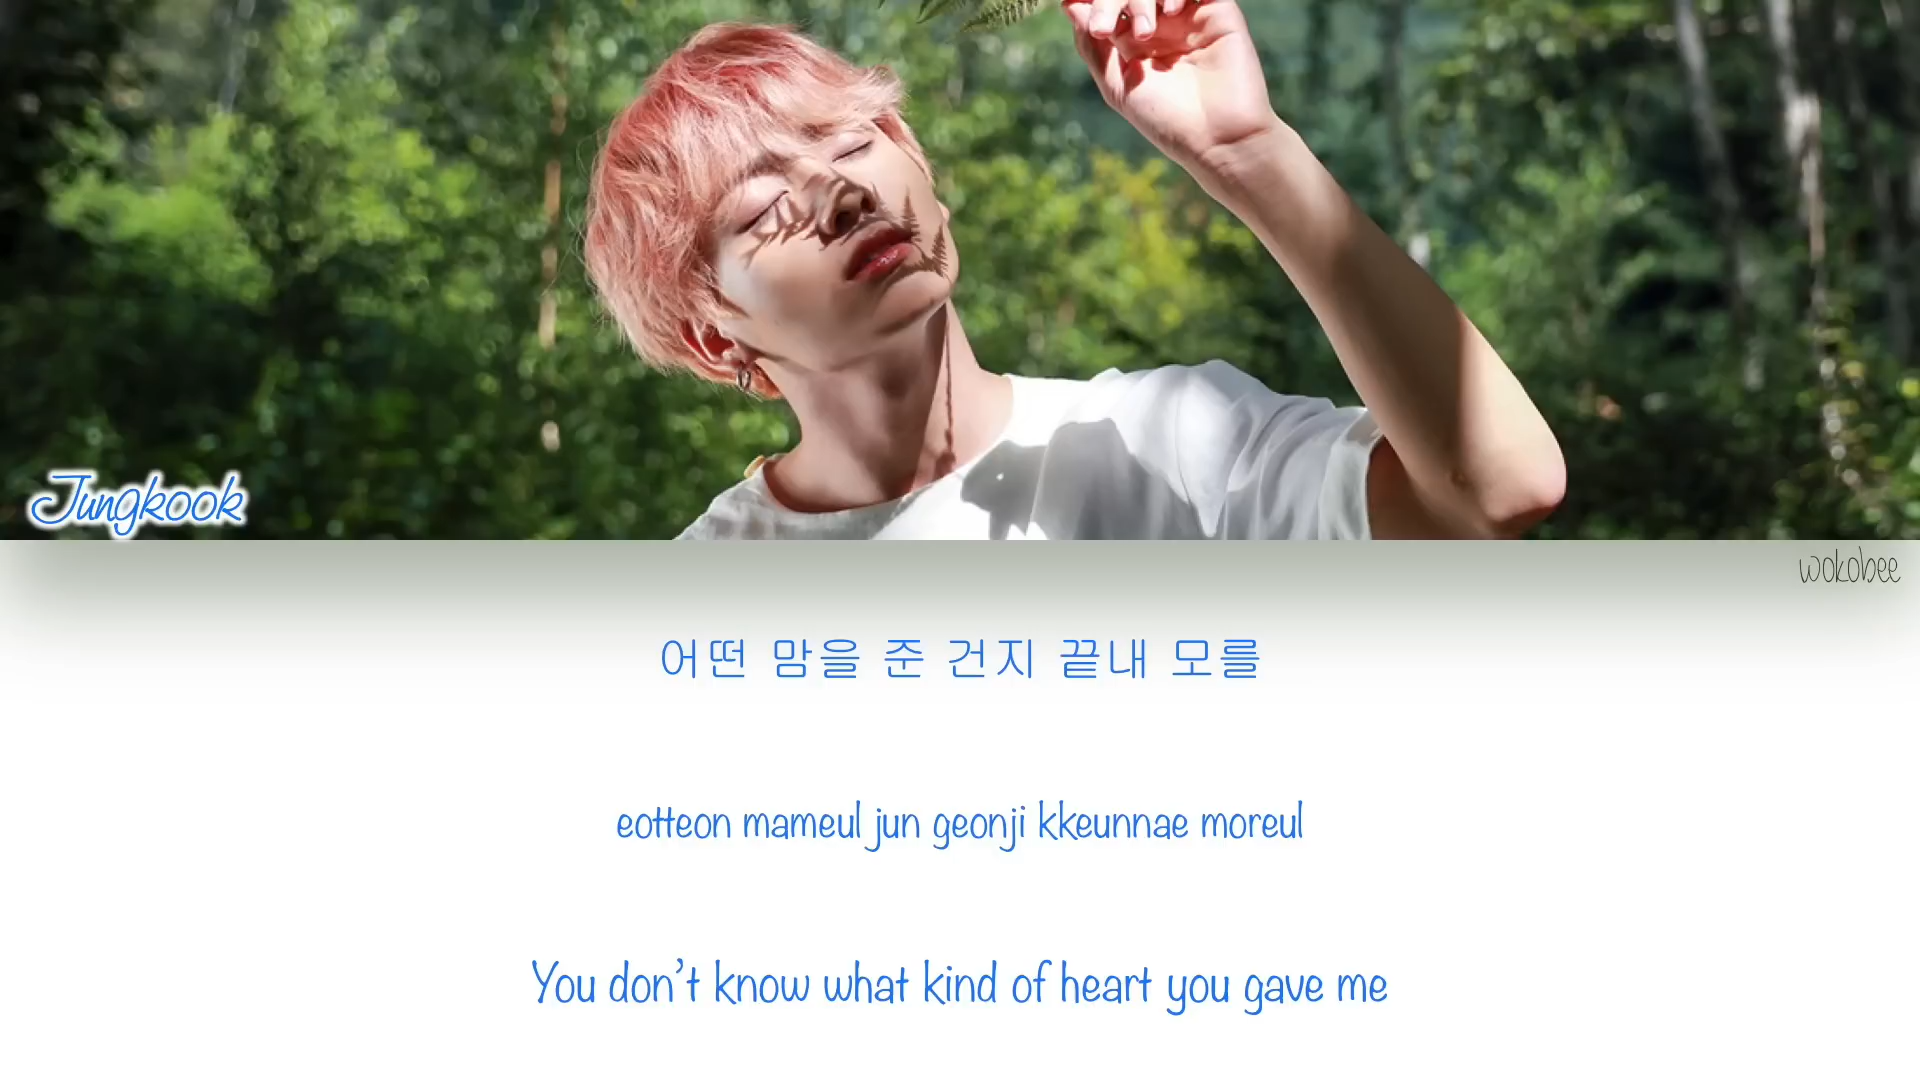 Jungkook
wokobee
어떤 맘을 준 건지 끝내 모를
eotteon mameul jun geonji kkeunnae moreul
You don't know what kind of heart you gave me